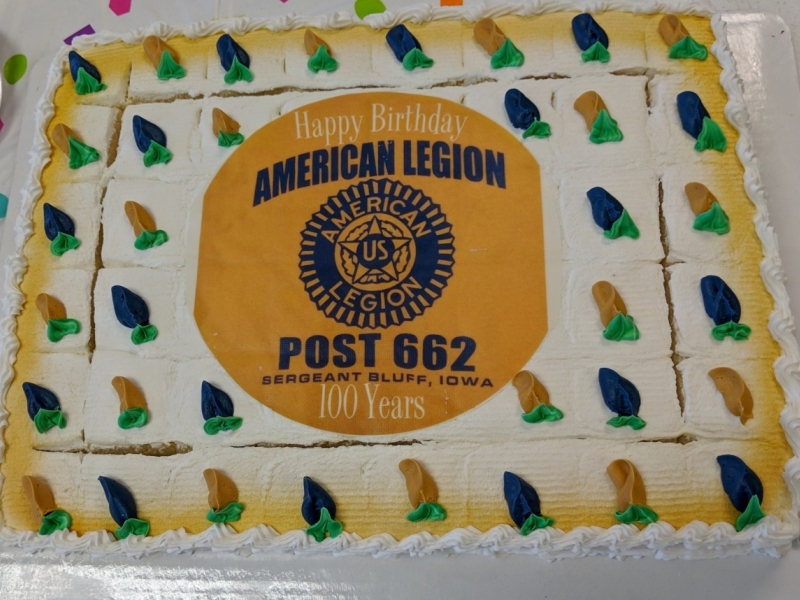 Happy Birthday
AMERICAN LEGION
AMERICAN
US
LEGION
POST 662
SERGEANT BLUFF, IOWA
100 Years